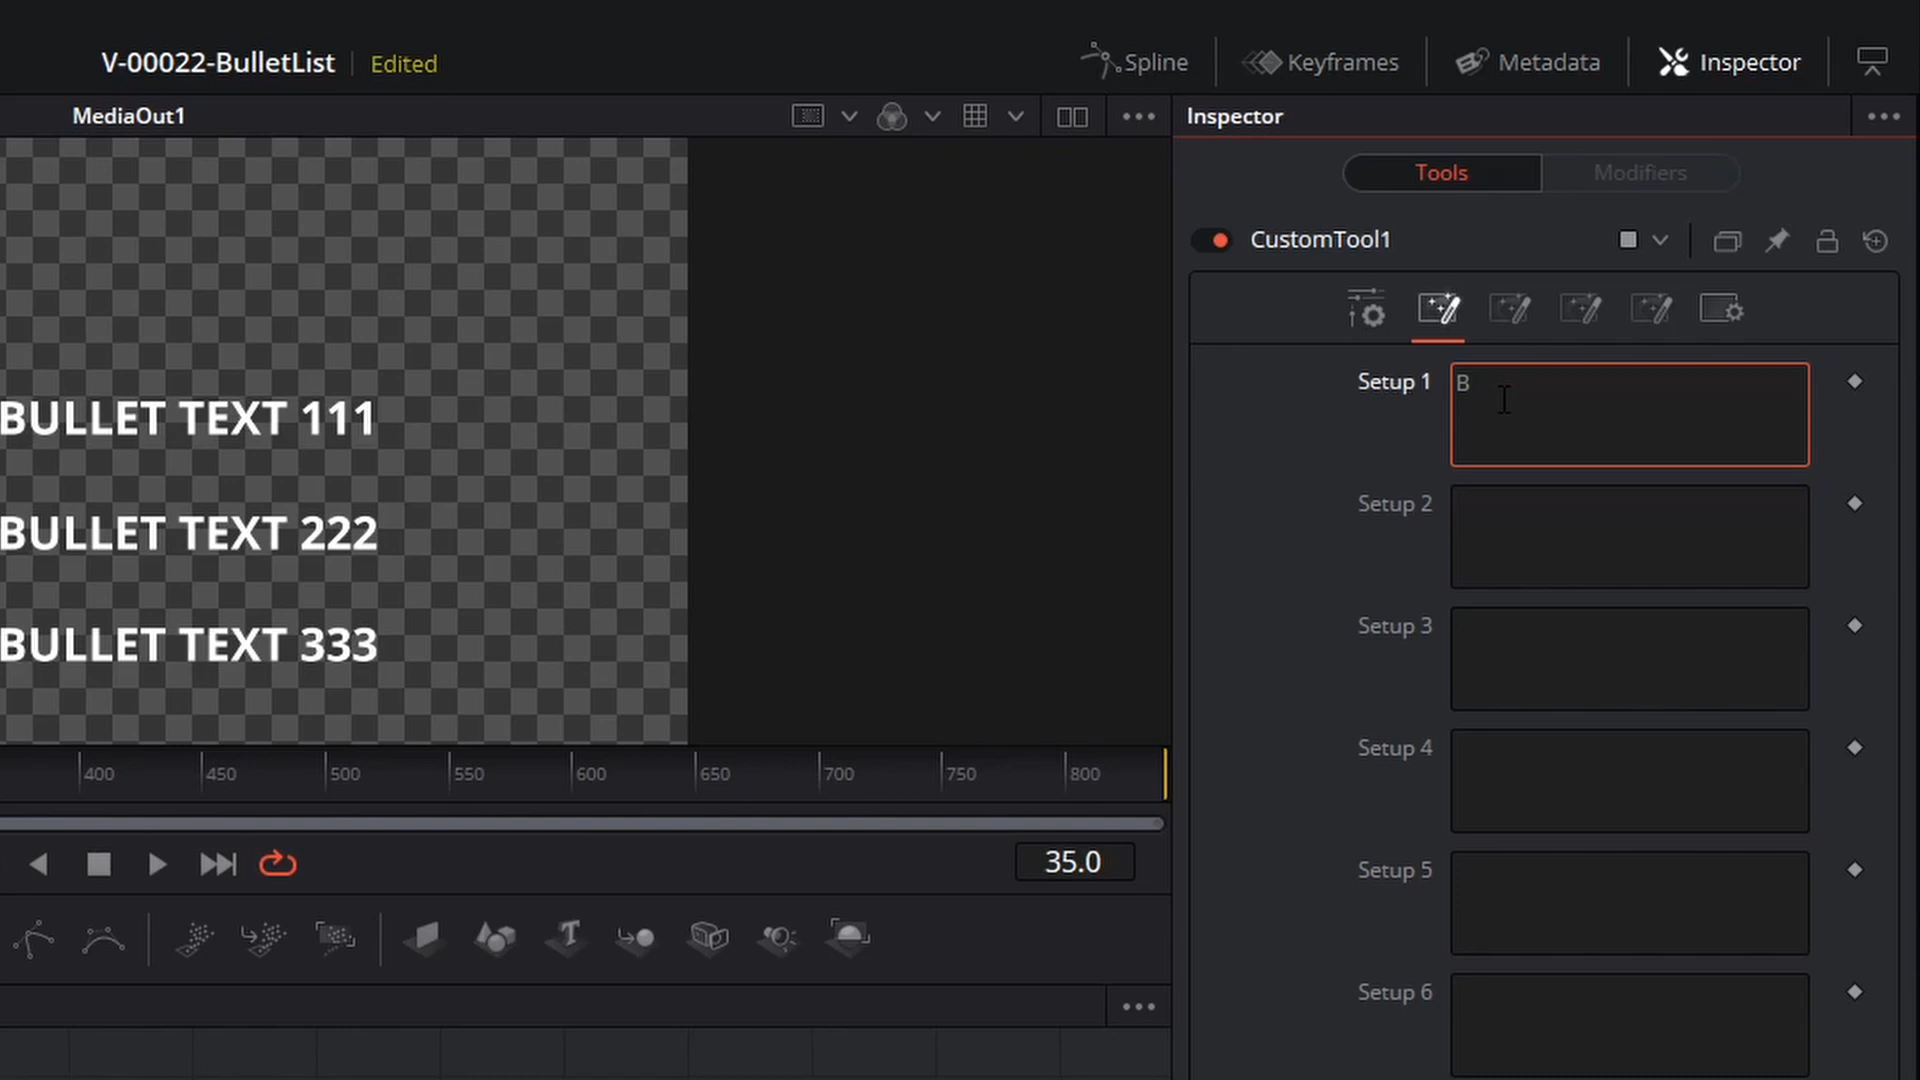 V-00022-BulletList
Edited
Spline
Keyframes
Metadata
Inspector
MediaOut1
Inspector
Tools
Modifiers
CustomTool1
Setup 1
B
BULLET TEXT 111
Setup 2
BULLET TEXT 222
Setup 3
BULLET TEXT 333
Setup 4
400
450
500
550
600
650
700
750
800
35.0
Setup 5
Setup 6